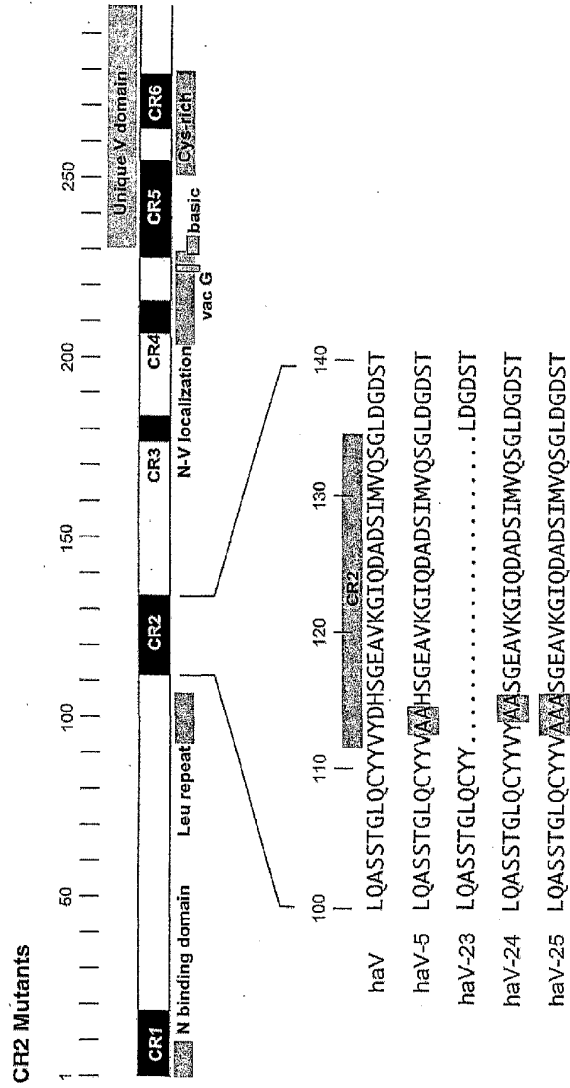 CR2 Mutants
1 50 100 150 200 250
Unique V domain
CR1 CR2 CR3 CR4 CR5 CR6
N binding domain Leu repeat N-V localization vac G basic Cys-rich
100 110 120 130 140
CR2
haV LQASSTGLQCYYVYDHSGEAVKGIQDADSIMVQSGLDGDST
haV-5 LQASSTGLQCYYVAAHSGEAVKGIQDADSIMVQSGLDGDST
haV-23 LQASSTGLQCYY.......................LDGDST
haV-24 LQASSTGLQCYYVYAASGEAVKGIQDADSIMVQSGLDGDST
haV-25 LQASSTGLQCYYVAAASGEAVKGIQDADSIMVQSGLDGDST